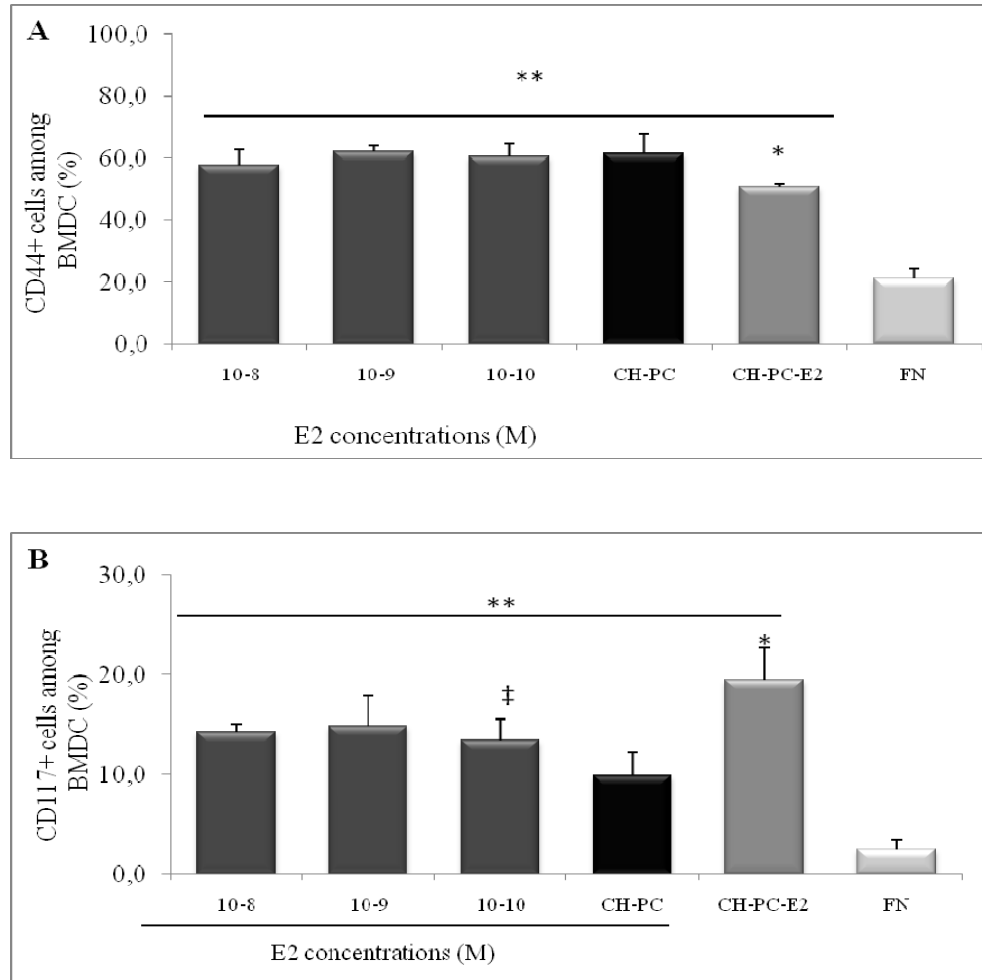 A
100,0
**
80,0
60,0
*
40,0
20,0
0,0
CD44+ cells among
BMDC (%)
10-8 10-9 10-10 CH-PC CH-PC-E2 FN
E2 concentrations (M)
B
30,0
**
*
20,0
‡
10,0
0,0
CD117+ cells among
BMDC (%)
10-8 10-9 10-10 CH-PC CH-PC-E2 FN
E2 concentrations (M)